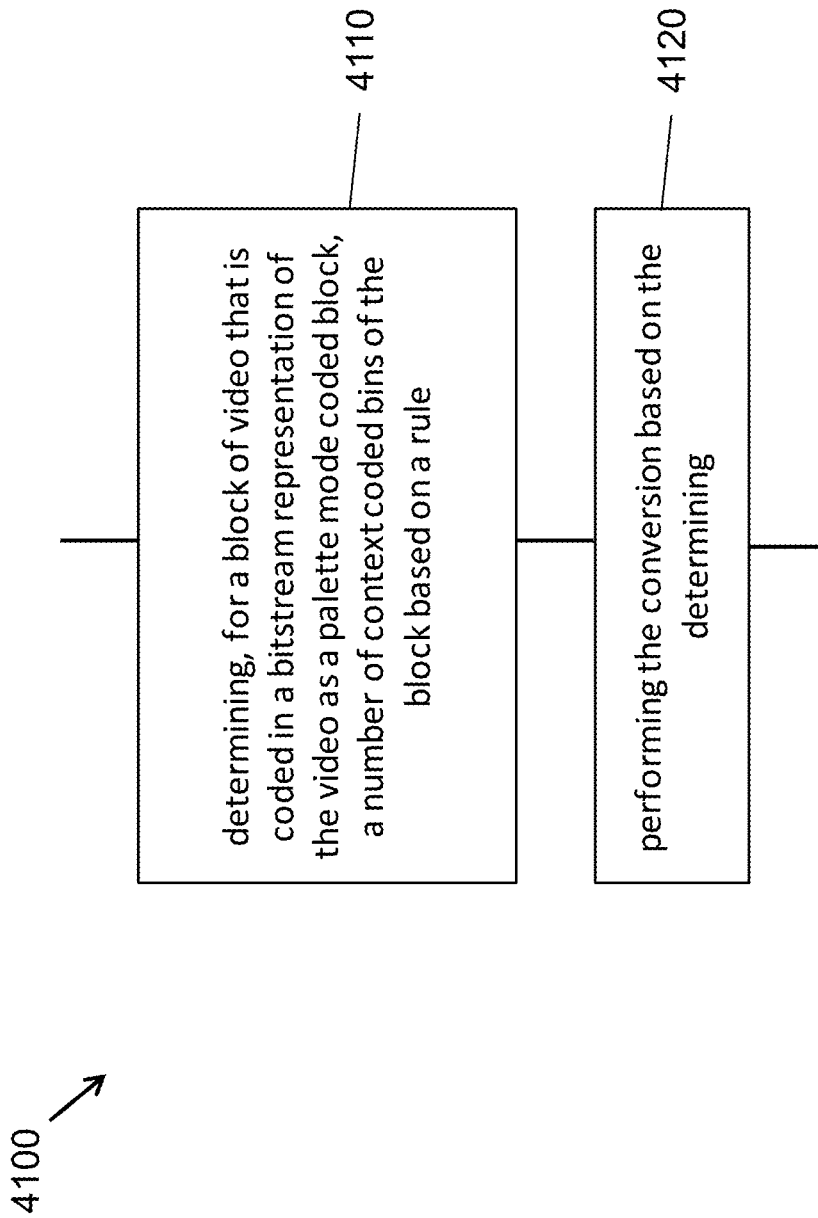 4100
determining, for a block of video that is
coded in a bitstream representation of
the video as a palette mode coded block,
a number of context coded bins of the
block based on a rule
4110
performing the conversion based on the
determining
4120